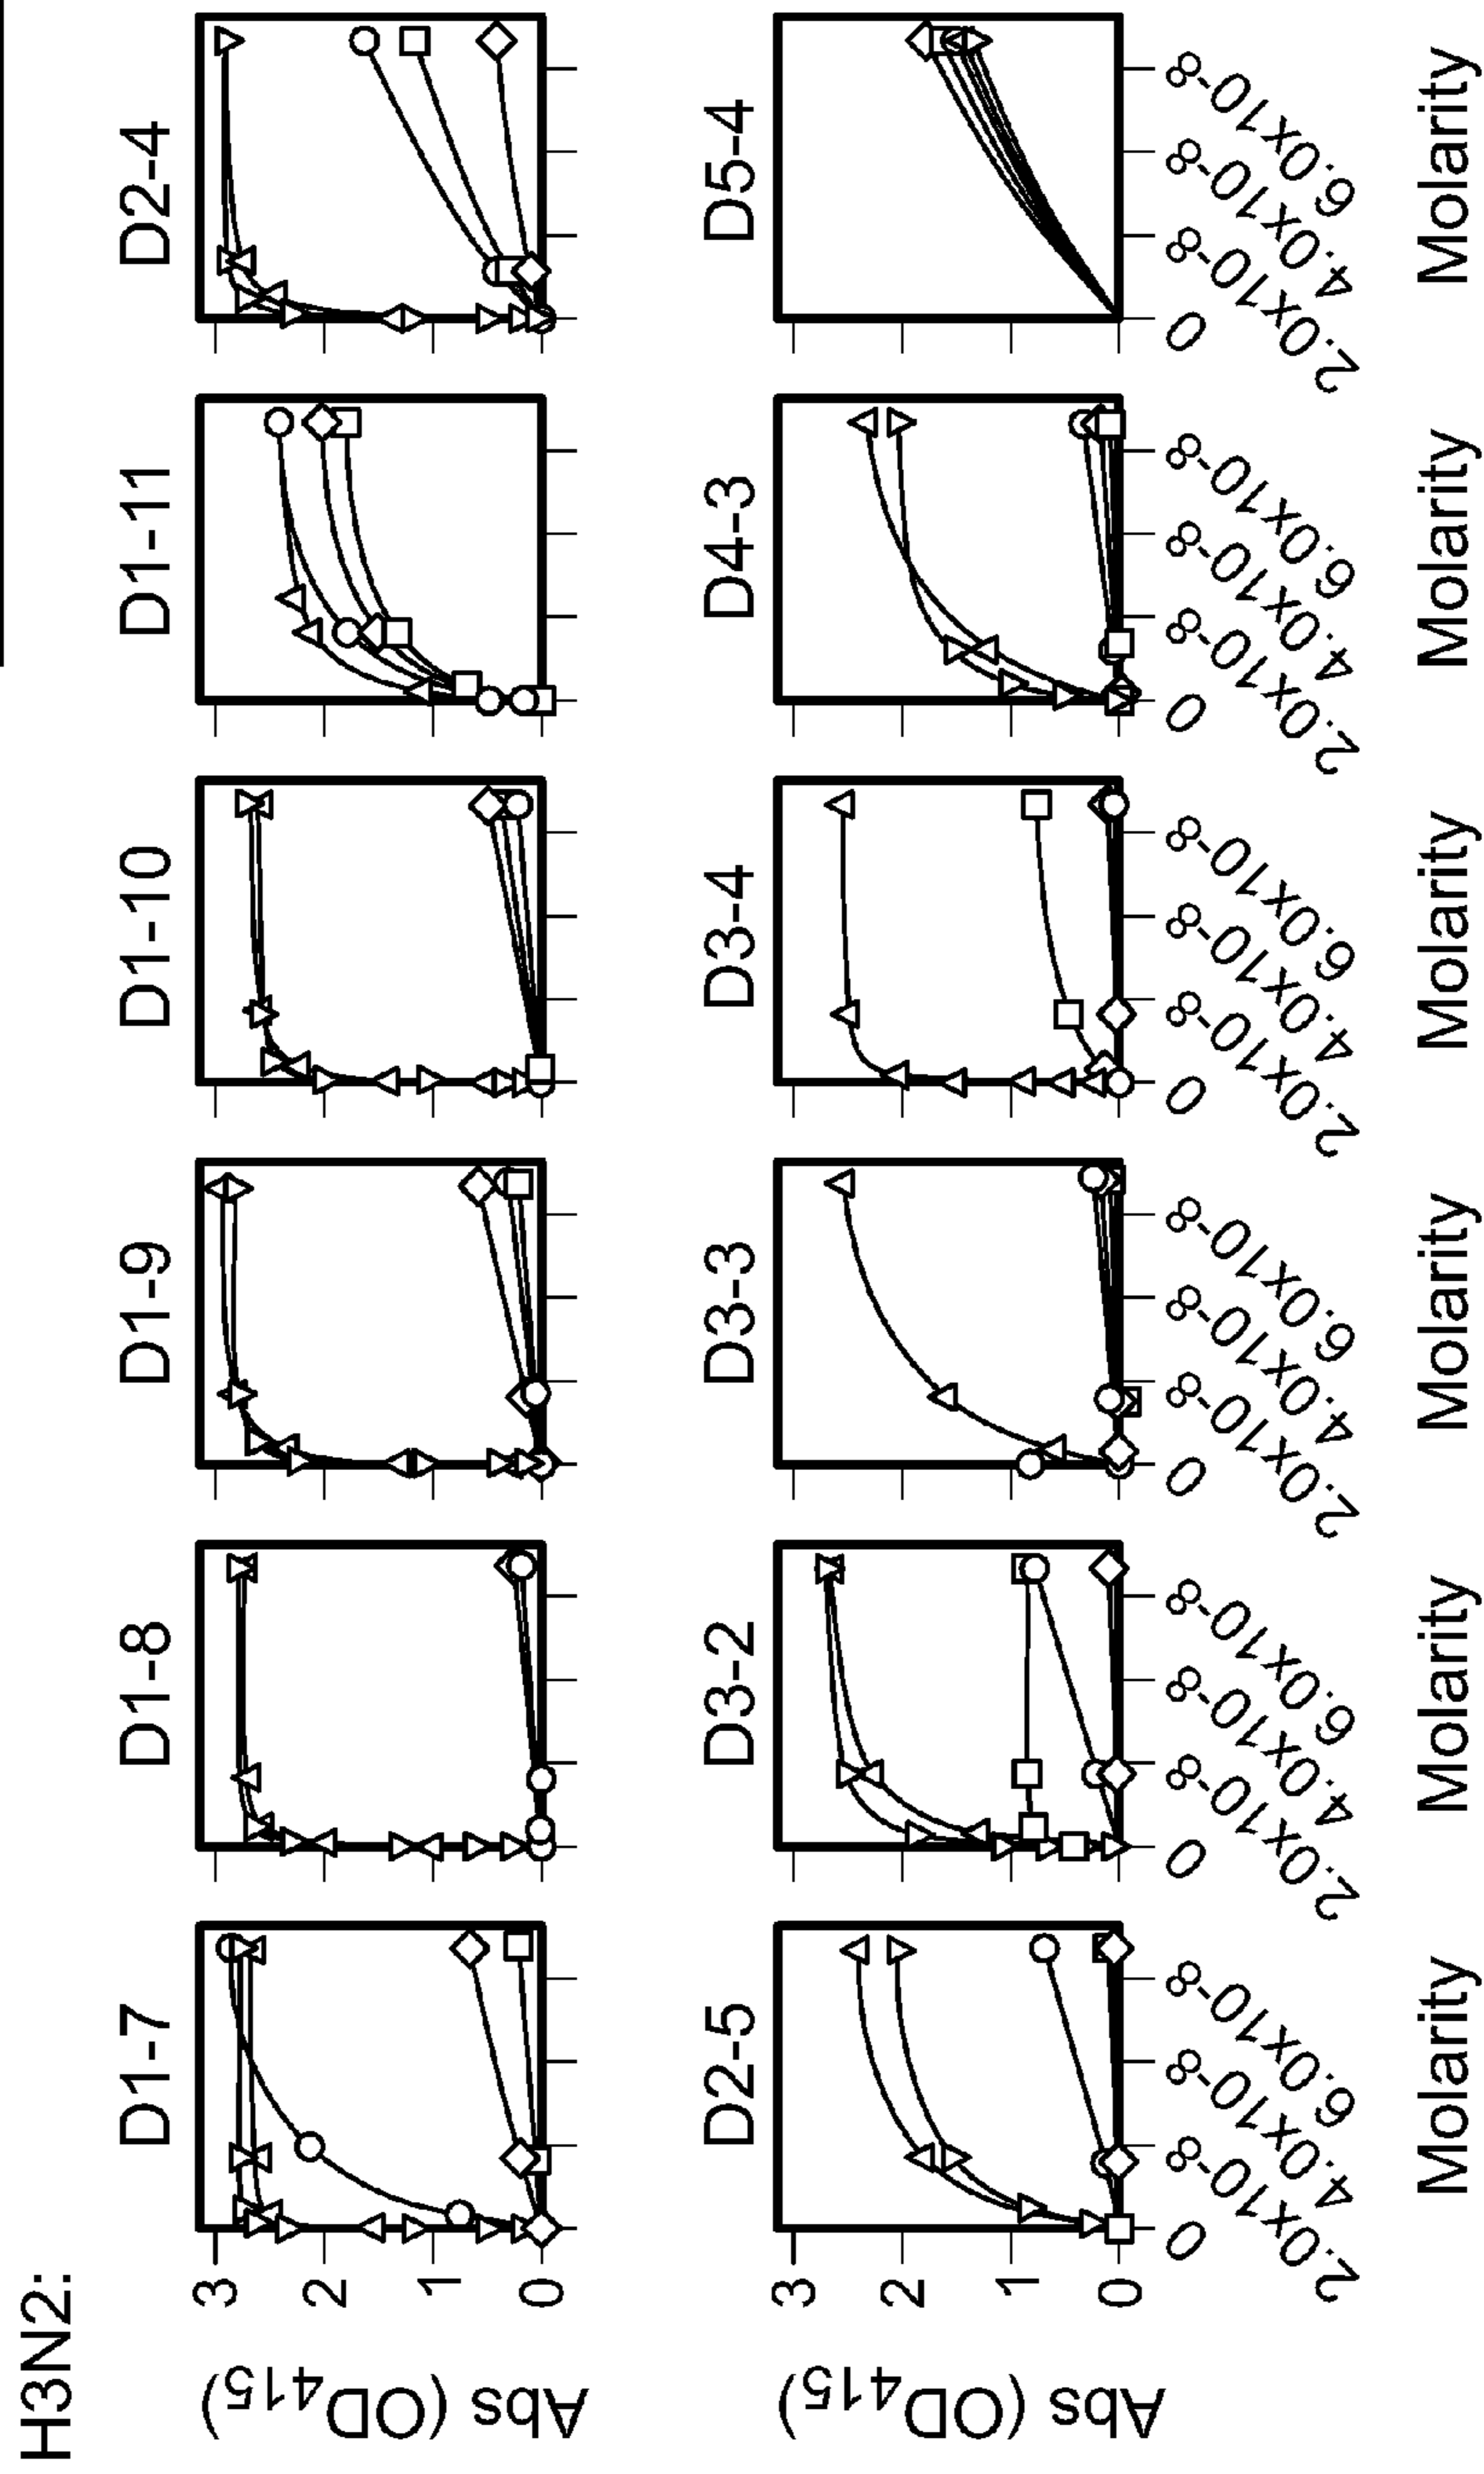 H3N2:
D1-7 D1-8 D1-9 D1-10 D1-11 D2-4
Abs (OD415)
3
2
1
0
D2-5 D3-2 D3-3 D3-4 D4-3 D5-4
Abs (OD415)
3
2
1
0
0 2.0x10-8 4.0x10-8 6.0x10-8 0 2.0x10-8 4.0x10-8 6.0x10-8 0 2.0x10-8 4.0x10-8 6.0x10-8 0 2.0x10-8 4.0x10-8 6.0x10-8 0 2.0x10-8 4.0x10-8 6.0x10-8 0 2.0x10-8 4.0x10-8 6.0x10-8
Molarity Molarity Molarity Molarity Molarity Molarity